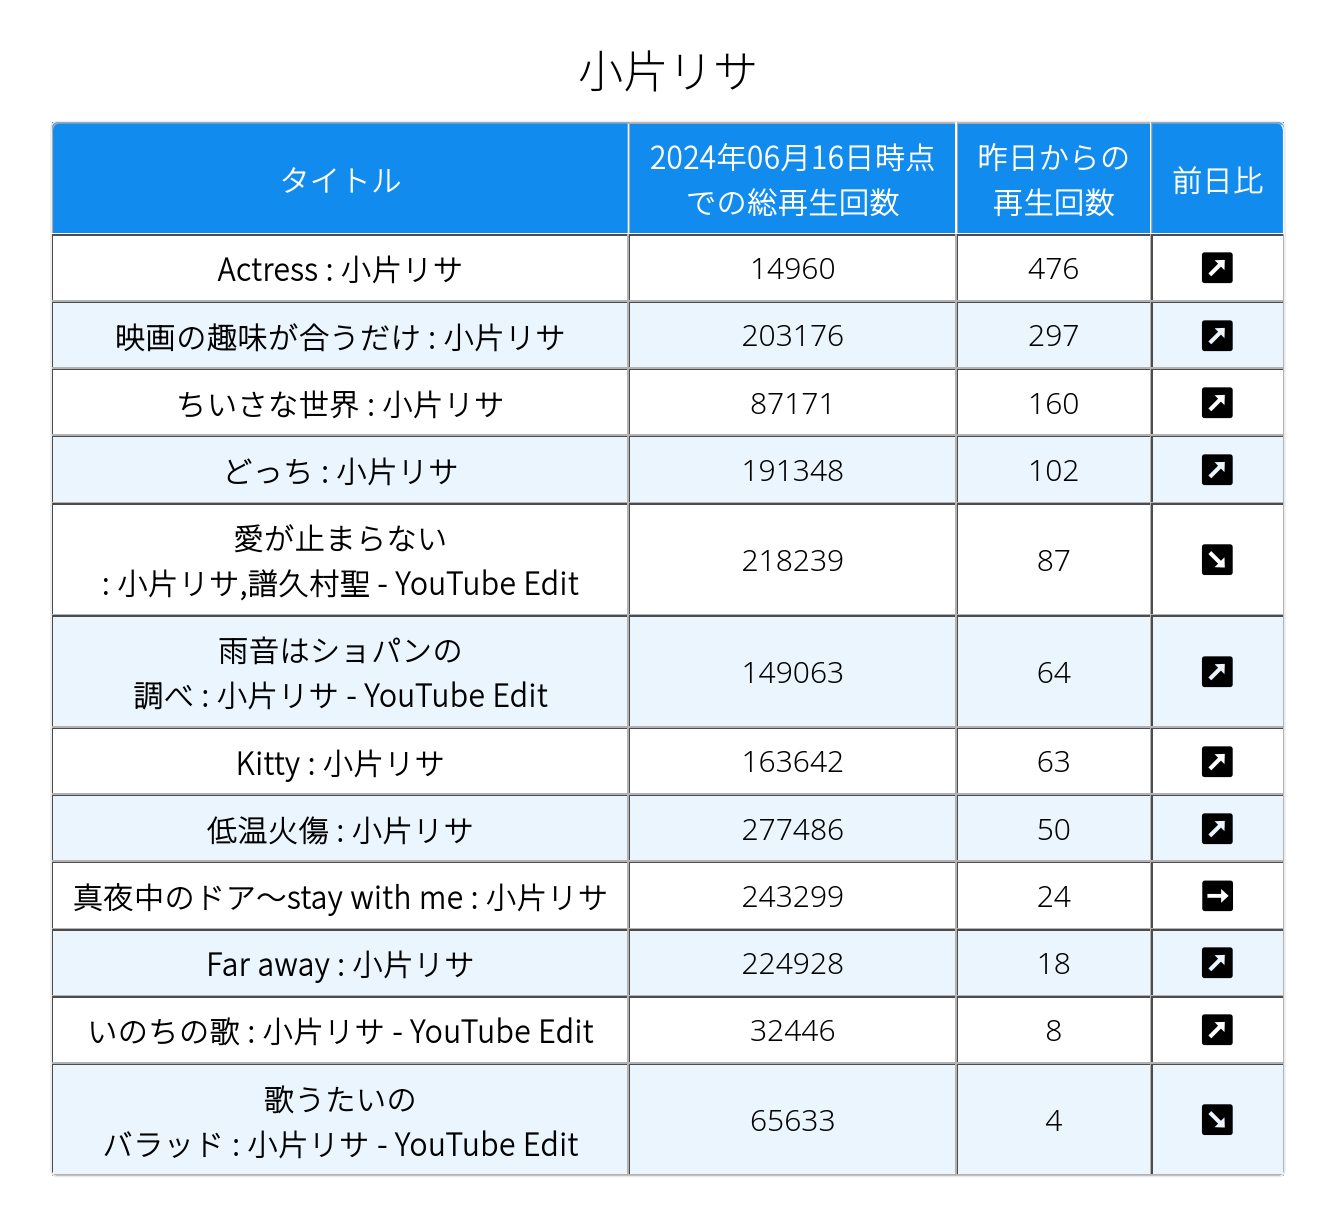 小片リサ
タイトル
2024年06月16日時点
での総再生回数
昨日からの
再生回数
前日比
Actress : 小片リサ
14960
476
映画の趣味が合うだけ : 小片リサ
203176
297
ちいさな世界 : 小片リサ
87171
160
どっち : 小片リサ
191348
102
愛が止まらない
: 小片リサ,譜久村聖 - YouTube Edit
218239
87
雨音はショパンの
調べ : 小片リサ - YouTube Edit
149063
64
Kitty : 小片リサ
163642
63
低温火傷 : 小片リサ
277486
50
真夜中のドア〜stay with me : 小片リサ
243299
24
Far away : 小片リサ
224928
18
いのちの歌 : 小片リサ - YouTube Edit
32446
8
歌うたいの
バラッド : 小片リサ - YouTube Edit
65633
4